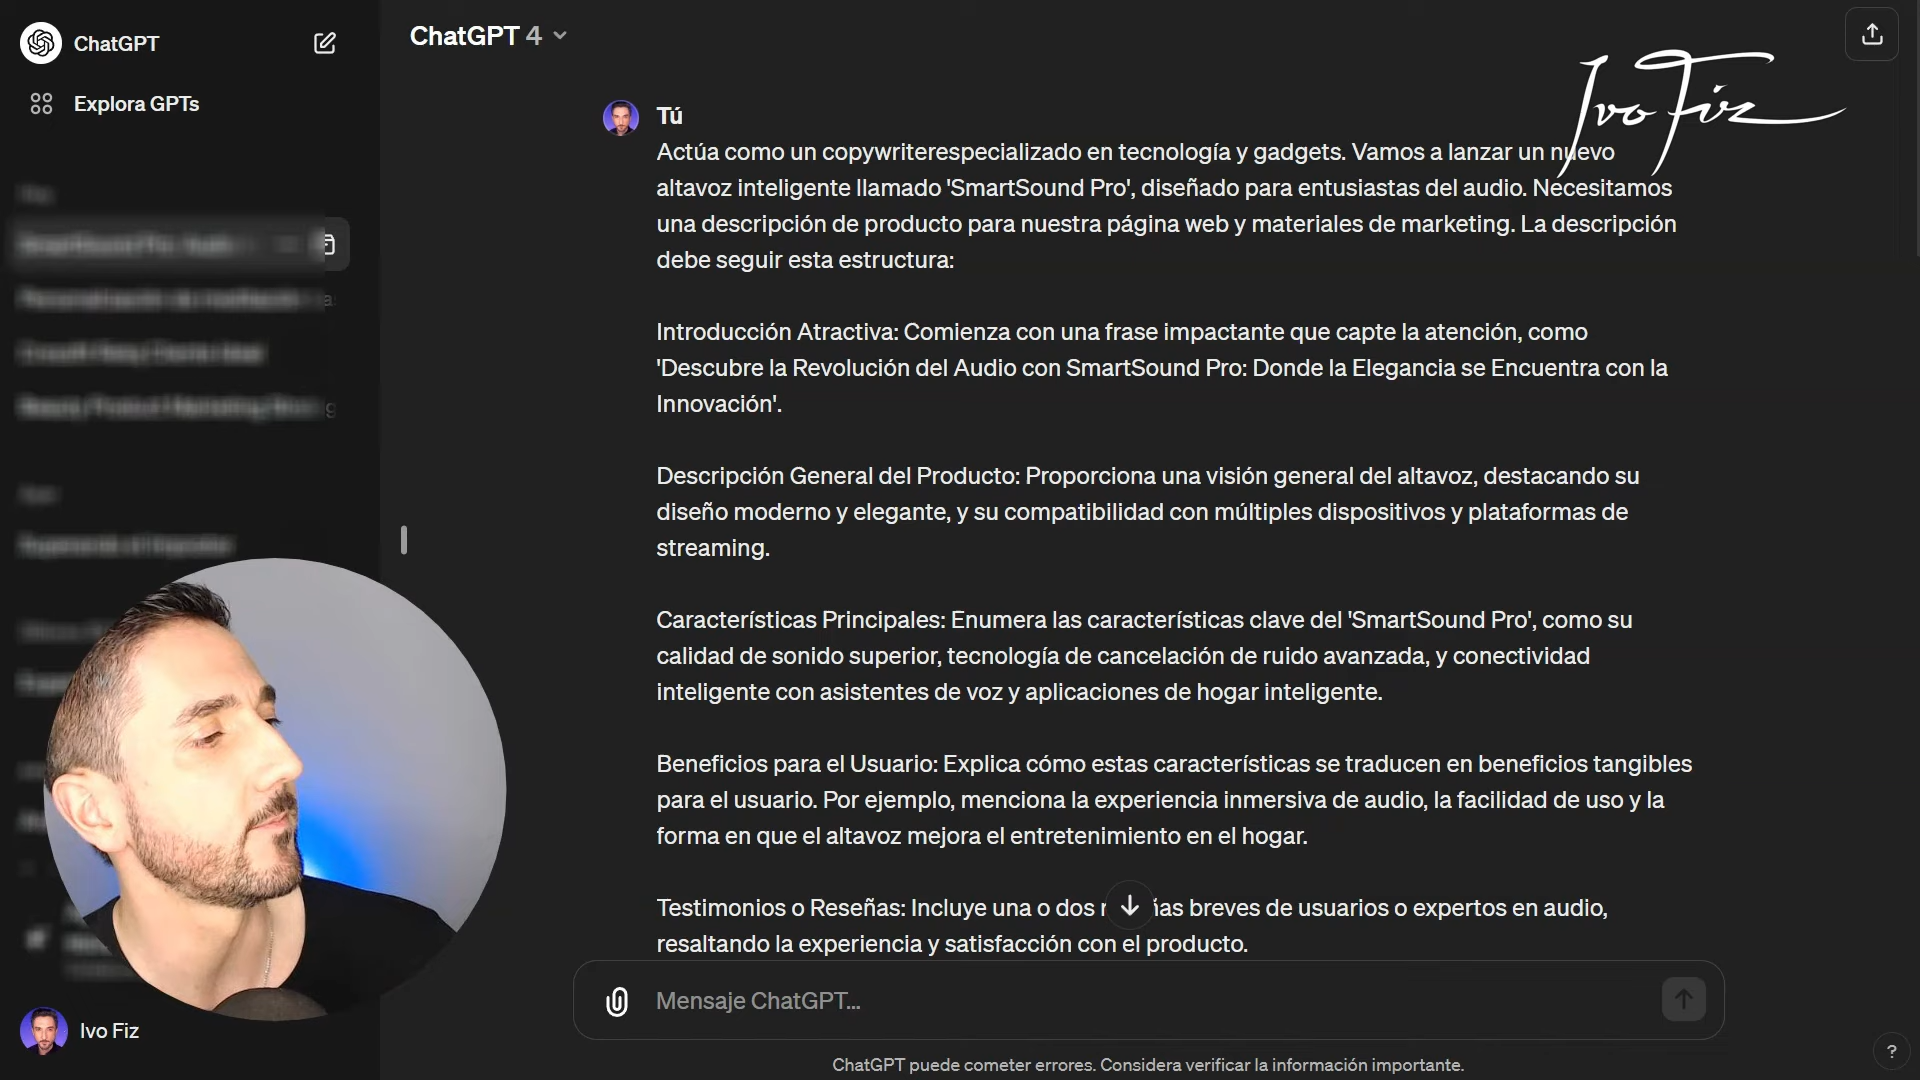 ChatGPT
Explora GPTs
Ivo Fiz
ChatGPT 4
Ivo Fiz
Tú
Actúa como un copywriterespecializado en tecnología y gadgets. Vamos a lanzar un nuevo
altavoz inteligente llamado 'SmartSound Pro', diseñado para entusiastas del audio. Necesitamos
una descripción de producto para nuestra página web y materiales de marketing. La descripción
debe seguir esta estructura:
Introducción Atractiva: Comienza con una frase impactante que capte la atención, como
'Descubre la Revolución del Audio con SmartSound Pro: Donde la Elegancia se Encuentra con la
Innovación'.
Descripción General del Producto: Proporciona una visión general del altavoz, destacando su
diseño moderno y elegante, y su compatibilidad con múltiples dispositivos y plataformas de
streaming.
Características Principales: Enumera las características clave del 'SmartSound Pro', como su
calidad de sonido superior, tecnología de cancelación de ruido avanzada, y conectividad
inteligente con asistentes de voz y aplicaciones de hogar inteligente.
Beneficios para el Usuario: Explica cómo estas características se traducen en beneficios tangibles
para el usuario. Por ejemplo, menciona la experiencia inmersiva de audio, la facilidad de uso y la
forma en que el altavoz mejora el entretenimiento en el hogar.
Testimonios o Reseñas: Incluye una o dos breves de usuarios o expertos en audio,
resaltando la experiencia y satisfacción con el producto.
Mensaje ChatGPT...
ChatGPT puede cometer errores. Considera verificar la información importante.
?